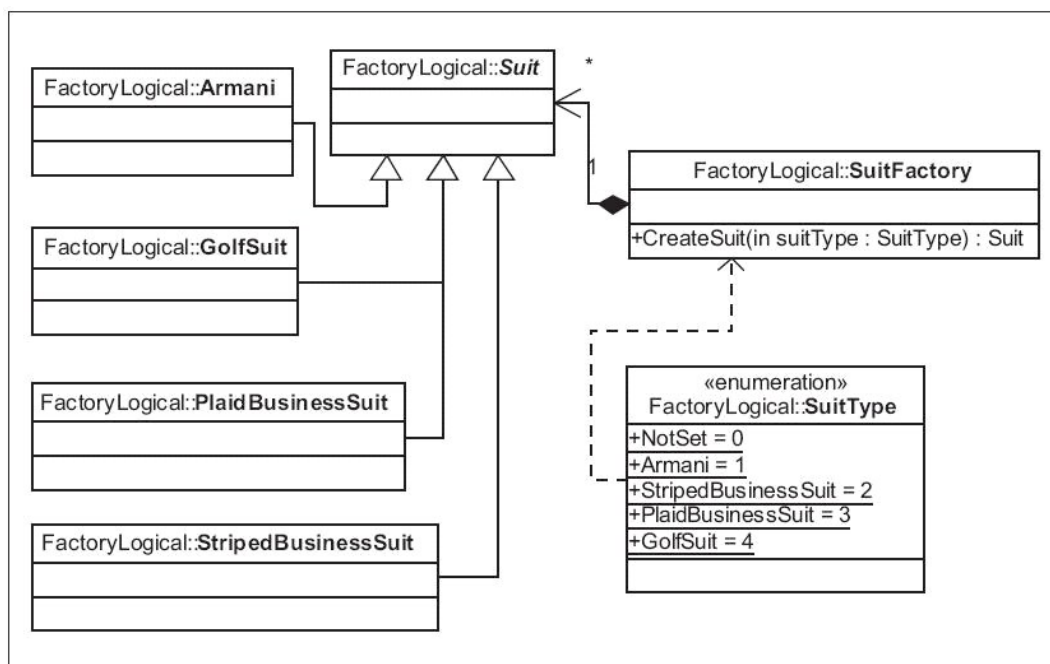 FactoryLogical::Suit
*
FactoryLogical::Armani
1
FactoryLogical::SuitFactory
+CreateSuit(in suitType : SuitType) : Suit
FactoryLogical::GolfSuit
FactoryLogical::PlaidBusinessSuit
FactoryLogical::StripedBusinessSuit
«enumeration»
FactoryLogical::SuitType
+NotSet = 0
+Armani = 1
+StripedBusinessSuit = 2
+PlaidBusinessSuit = 3
+GolfSuit = 4